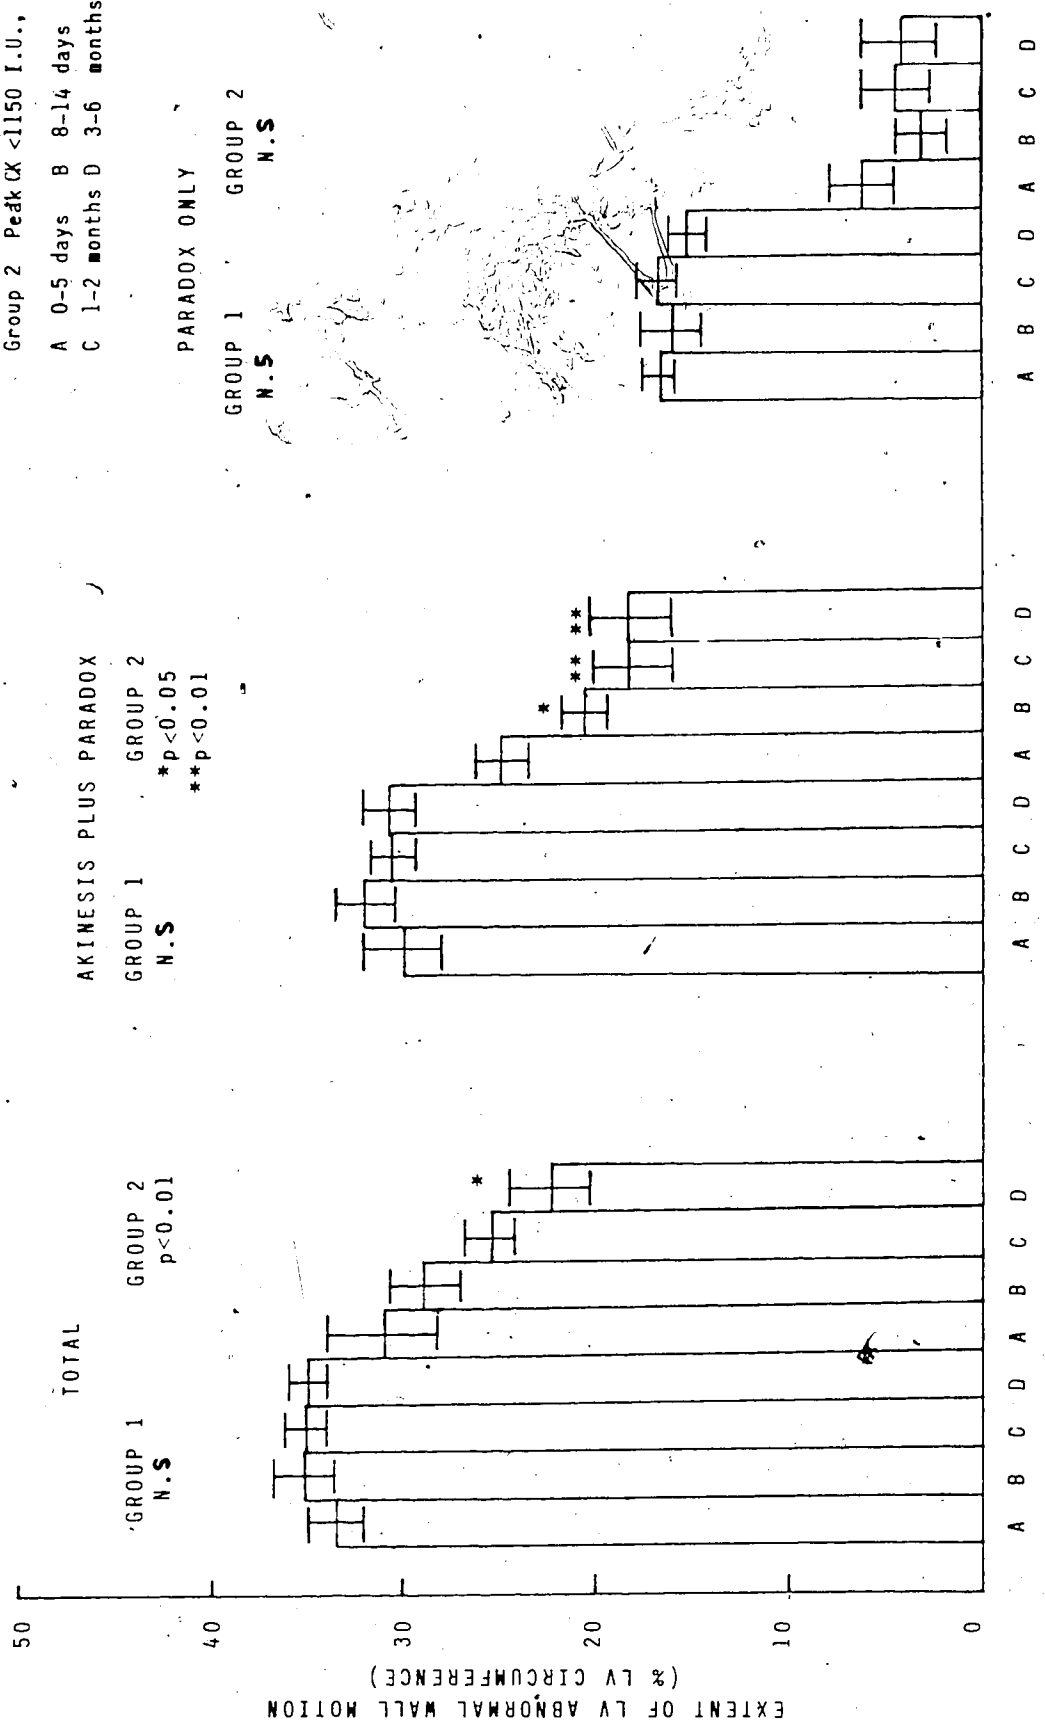 Group 2 Peak CK <1150 I.U.,
A 0-5 days B 8-14 days
C 1-2 months D 3-6 months
TOTAL
GROUP 1
N.S
GROUP 2
p<0.01
AKINESIS PLUS PARADOX
GROUP 1
N.S
GROUP 2
*p<0.05
**p<0.01
PARADOX ONLY
GROUP 1
N.S
GROUP 2
N.S
EXTENT OF LV ABNORMAL WALL MOTION
(% LV CIRCUMFERENCE)
50
40
30
20
10
0
*
*
**
**
A B C D A B C D
A B C D A B C D
A B C D A B C D